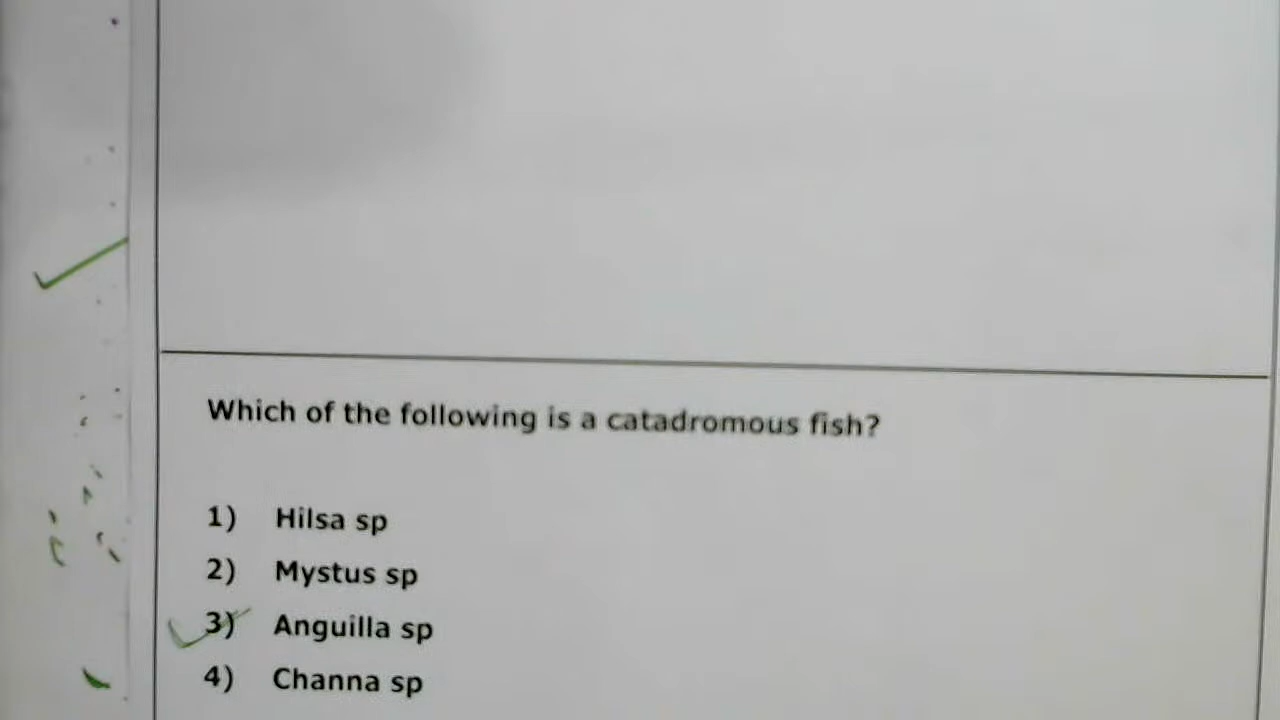 Which of the following is a catadromous fish?
1) Hilsa sp
2) Mystus sp
3) Anguilla sp
4) Channa sp